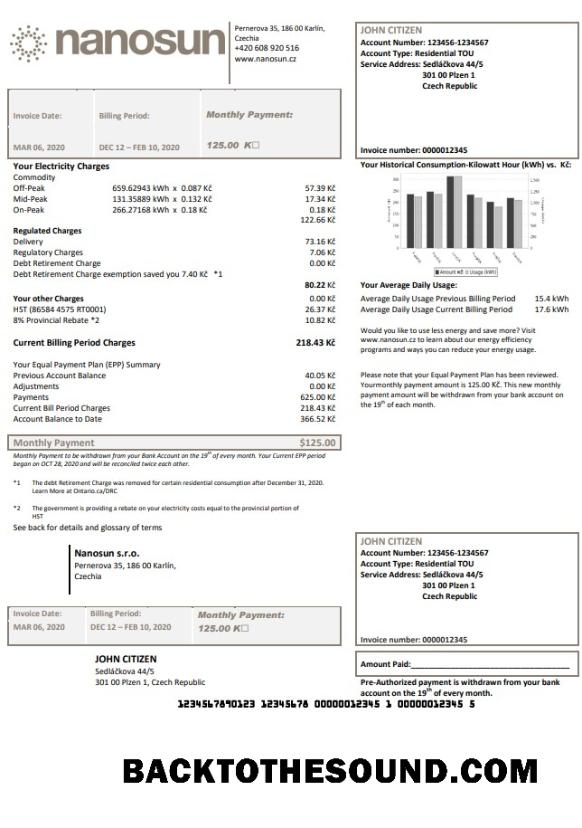 nanosun
Pernerova 35, 186 00 Karlín,
Czechia
+420 608 920 516
www.nanosun.cz
JOHN CITIZEN
Account Number: 123456-1234567
Account Type: Residential TOU
Service Address: Sedláčkova 44/5
301 00 Plzen 1
Czech Republic
Invoice number: 0000012345
Invoice Date: Billing Period: Monthly Payment:
MAR 06, 2020 DEC 12 – FEB 10, 2020 125.00 K□
Your Electricity Charges
Commodity
Off-Peak 659.62943 kWh x 0.087 Kč 57.39 Kč
Mid-Peak 131.35889 kWh x 0.132 Kč 17.34 Kč
On-Peak 266.27168 kWh x 0.18 Kč 0.18 Kč
122.66 Kč
Regulated Charges
Delivery 73.16 Kč
Regulatory Charges 7.06 Kč
Debt Retirement Charge 0.00 Kč
Debt Retirement Charge exemption saved you 7.40 Kč *1
80.22 Kč
Your other Charges 0.00 Kč
HST (86584 4575 RT0001) 26.37 Kč
8% Provincial Rebate *2 10.82 Kč
Current Billing Period Charges 218.43 Kč
Your Equal Payment Plan (EPP) Summary
Previous Account Balance 40.05 Kč
Adjustments 0.00 Kč
Payments 625.00 Kč
Current Bill Period Charges 218.43 Kč
Account Balance to Date 366.52 Kč
Monthly Payment $125.00
Monthly Payment to be withdrawn from your Bank Account on the 19th of every month. Your Current EPP period
began on OCT 28, 2020 and will be reconciled twice each other.
*1 The debt Retirement Charge was removed for certain residential consumption after December 31, 2020.
Learn More at Ontario.ca/DRC
*2 The government is providing a rebate on your electricity costs equal to the provincial portion of
HST
See back for details and glossary of terms
Your Historical Consumption-Kilowatt Hour (kWh) vs. Kč:
Amount Kč Usage (kWh)
Your Average Daily Usage:
Average Daily Usage Previous Billing Period 15.4 kWh
Average Daily Usage Current Billing Period 17.6 kWh
Would you like to use less energy and save more? Visit
www.nanosun.cz to learn about our energy efficiency
programs and ways you can reduce your energy usage.
Please note that your Equal Payment Plan has been reviewed.
Yourmonthly payment amount is 125.00 Kč. This new monthly
payment amount will be withdrawn from your bank account on
the 19th of each month.
Nanosun s.r.o.
Pernerova 35, 186 00 Karlín,
Czechia
JOHN CITIZEN
Account Number: 123456-1234567
Account Type: Residential TOU
Service Address: Sedláčkova 44/5
301 00 Plzen 1
Czech Republic
Invoice number: 0000012345
Invoice Date: Billing Period: Monthly Payment:
MAR 06, 2020 DEC 12 – FEB 10, 2020 125.00 K□
JOHN CITIZEN
Sedláčkova 44/5
301 00 Plzen 1, Czech Republic
Amount Paid:
Pre-Authorized payment is withdrawn from your bank
account on the 19th of every month.
1234567890123 12345678 00000012345 1 00000012345 5
BACKTOTHESOUND.COM